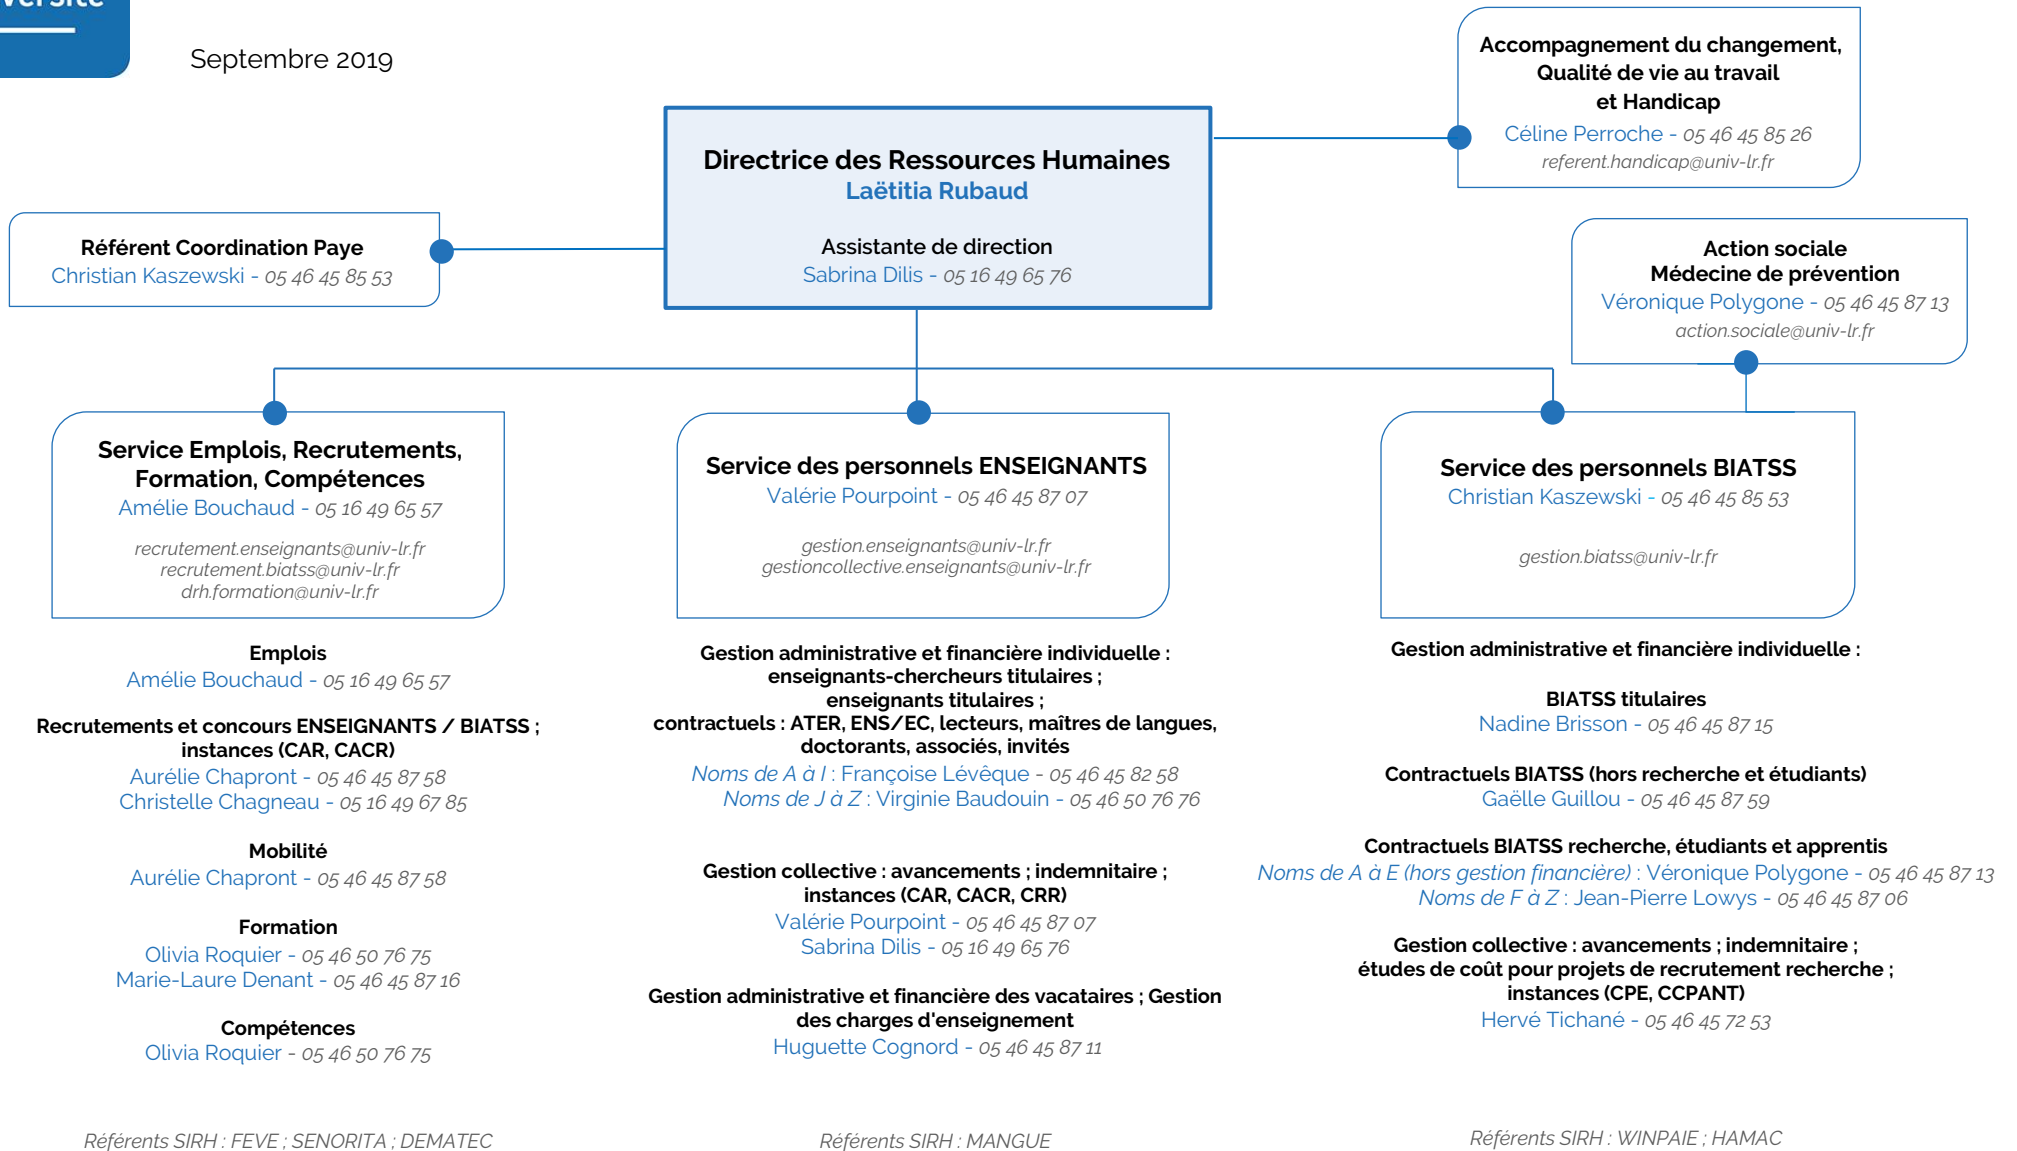 Septembre 2019
Accompagnement du changement,
Qualité de vie au travail
et Handicap
Céline Perroche - 05 46 45 85 26
referent.handicap@univ-lr.fr
Directrice des Ressources Humaines
Laëtitia Rubaud
Assistante de direction
Sabrina Dilis - 05 16 49 65 76
Référent Coordination Paye
Christian Kaszewski - 05 46 45 85 53
Action sociale
Médecine de prévention
Véronique Polygone - 05 46 45 87 13
action.sociale@univ-lr.fr
Service Emplois, Recrutements,
Formation, Compétences
Amélie Bouchaud - 05 16 49 65 57
recrutement.enseignants@univ-lr.fr
recrutement.biatss@univ-lr.fr
drh.formation@univ-lr.fr
Emplois
Amélie Bouchaud - 05 16 49 65 57
Recrutements et concours ENSEIGNANTS / BIATSS ;
instances (CAR, CACR)
Aurélie Chapront - 05 46 45 87 58
Christelle Chagneau - 05 16 49 67 85
Mobilité
Aurélie Chapront - 05 46 45 87 58
Formation
Olivia Roquier - 05 46 50 76 75
Marie-Laure Denant - 05 46 45 87 16
Compétences
Olivia Roquier - 05 46 50 76 75
Référents SIRH : FEVE ; SENORITA ; DEMATEC
Service des personnels ENSEIGNANTS
Valérie Pourpoint - 05 46 45 87 07
gestion.enseignants@univ-lr.fr
gestioncollective.enseignants@univ-lr.fr
Gestion administrative et financière individuelle :
enseignants-chercheurs titulaires ;
enseignants titulaires ;
contractuels : ATER, ENS/EC, lecteurs, maîtres de langues,
doctorants, associés, invités
Noms de A à I : Françoise Lévêque - 05 46 45 82 58
Noms de J à Z : Virginie Baudouin - 05 46 50 76 76
Gestion collective : avancements ; indemnitaire ;
instances (CAR, CACR, CRR)
Valérie Pourpoint - 05 46 45 87 07
Sabrina Dilis - 05 16 49 65 76
Gestion administrative et financière des vacataires ; Gestion
des charges d'enseignement
Huguette Cognord - 05 46 45 87 11
Référents SIRH : MANGUE
Service des personnels BIATSS
Christian Kaszewski - 05 46 45 85 53
gestion.biatss@univ-lr.fr
Gestion administrative et financière individuelle :
BIATSS titulaires
Nadine Brisson - 05 46 45 87 15
Contractuels BIATSS (hors recherche et étudiants)
Gaëlle Guillou - 05 46 45 87 59
Contractuels BIATSS recherche, étudiants et apprentis
Noms de A à E (hors gestion financière) : Véronique Polygone - 05 46 45 87 13
Noms de F à Z : Jean-Pierre Lowys - 05 46 45 87 06
Gestion collective : avancements ; indemnitaire ;
études de coût pour projets de recrutement recherche ;
instances (CPE, CCPANT)
Hervé Tichané - 05 46 45 72 53
Référents SIRH : WINPAIE ; HAMAC